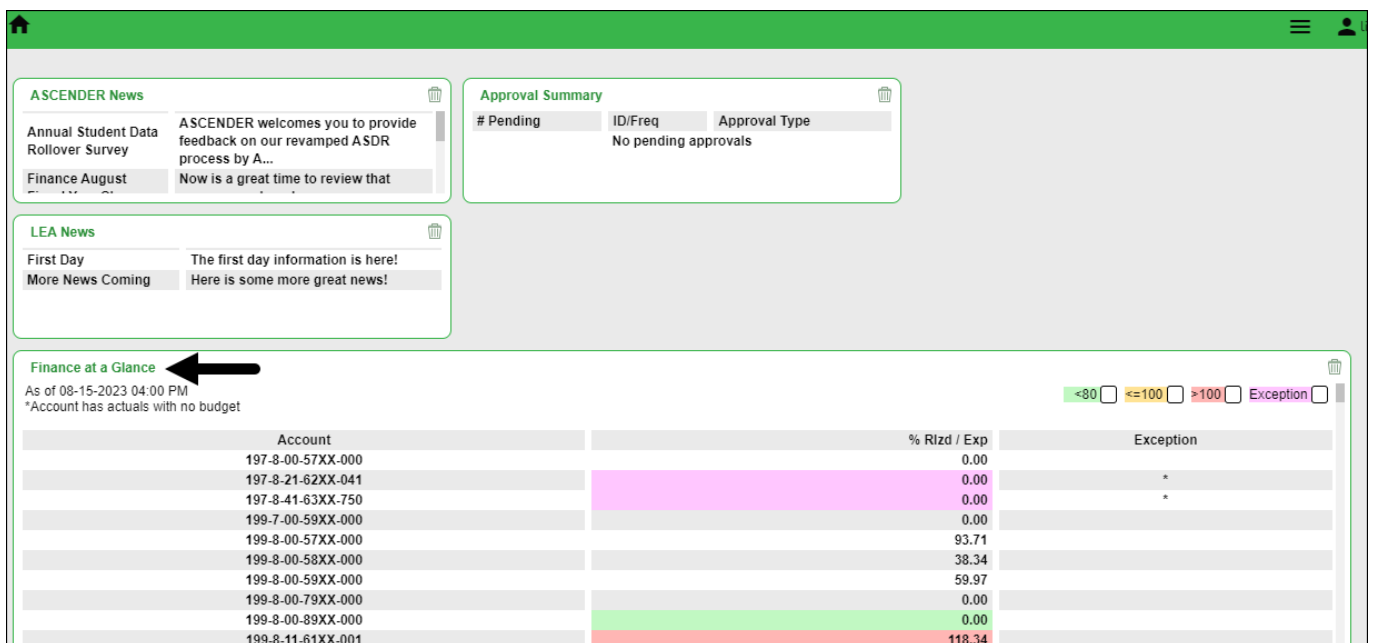 li
ASCENDER News
Annual Student Data Rollover Survey
ASCENDER welcomes you to provide
feedback on our revamped ASDR
process by A...
Finance August
Now is a great time to review that
Approval Summary
# Pending ID/Freq Approval Type
No pending approvals
LEA News
First Day The first day information is here!
More News Coming Here is some more great news!
Finance at a Glance
As of 08-15-2023 04:00 PM
*Account has actuals with no budget
<80 <=100 >100 Exception
Account % Rlzd / Exp Exception
197-8-00-57XX-000 0.00
197-8-21-62XX-041 0.00 *
197-8-41-63XX-750 0.00 *
199-7-00-59XX-000 0.00
199-8-00-57XX-000 93.71
199-8-00-58XX-000 38.34
199-8-00-59XX-000 59.97
199-8-00-79XX-000 0.00
199-8-00-89XX-000 0.00
199-8-11-61XX-001 118.34